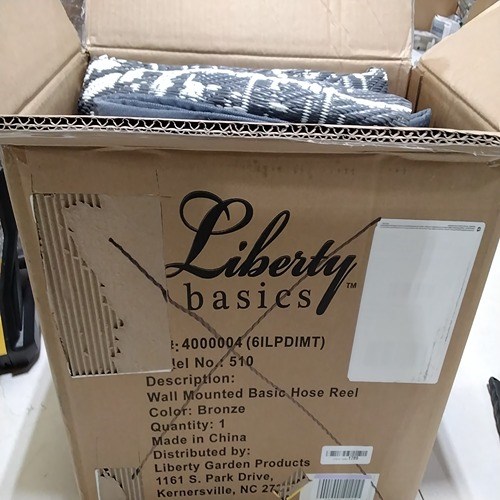 Liberty™
basics
#: 4000004 (6ILPDIMT)
No.: 510
Description:
Wall Mounted Basic Hose Reel
Color: Bronze
Quantity: 1
Made in China
Distributed by:
Liberty Garden Products
1161 S. Park Drive,
Kernersville, NC